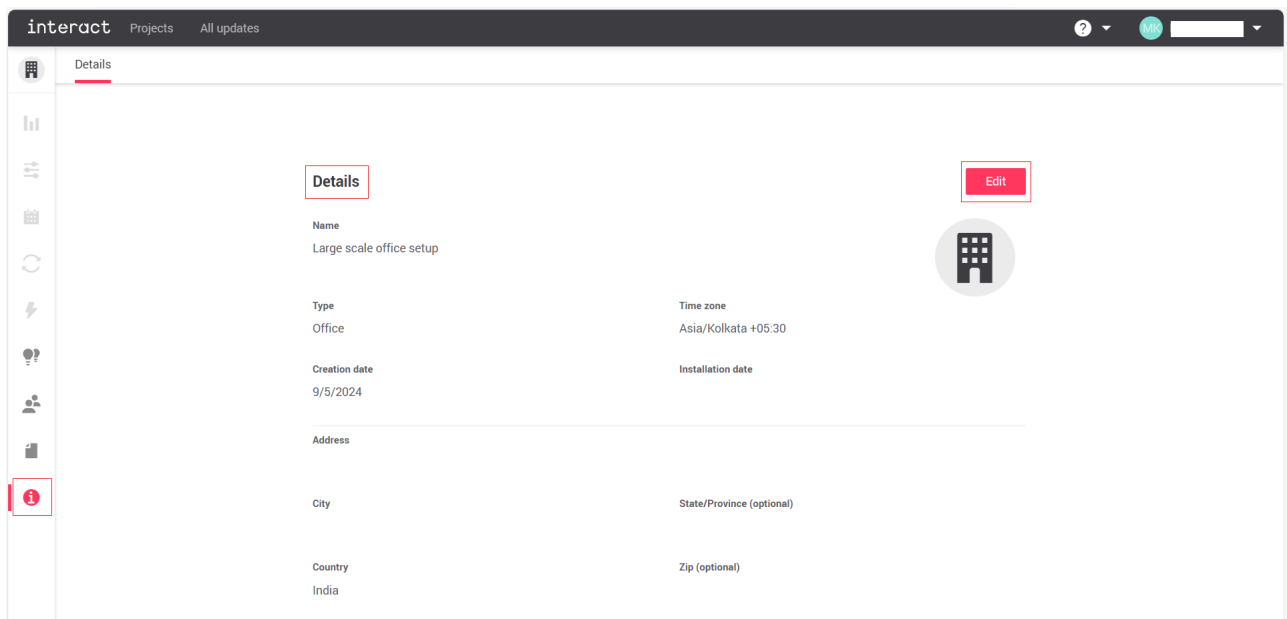 interact Projects All updates ? MK
Details
Details Edit
Name
Large scale office setup
Type Time zone
Office Asia/Kolkata +05:30
Creation date Installation date
9/5/2024
Address
City State/Province (optional)
Country Zip (optional)
India